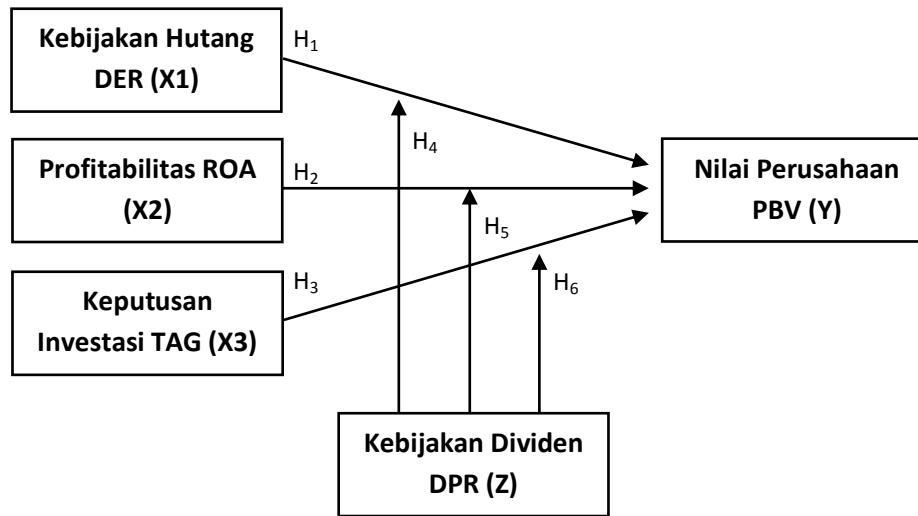 Kebijakan Hutang
DER (X1)
H₁
H₄
Profitabilitas ROA
(X2)
H₂
Nilai Perusahaan
PBV (Y)
H₅
Keputusan
Investasi TAG (X3)
H₃
H₆
Kebijakan Dividen
DPR (Z)